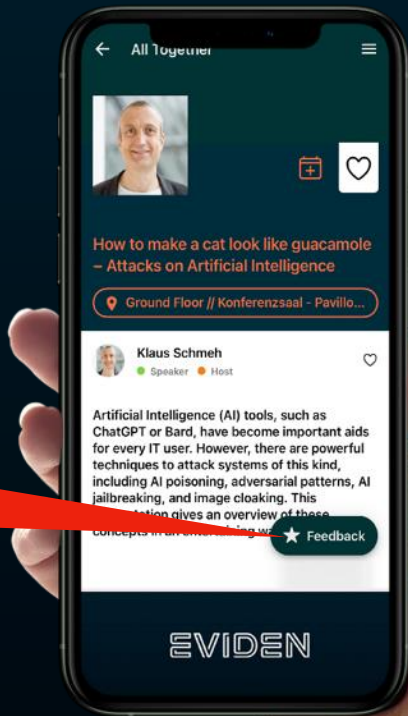 All Together
How to make a cat look like guacamole
– Attacks on Artificial Intelligence
Ground Floor // Konferenzsaal - Pavillo...
Klaus Schmeh
Speaker Host
Artificial Intelligence (AI) tools, such as
ChatGPT or Bard, have become important aids
for every IT user. However, there are powerful
techniques to attack systems of this kind,
including AI poisoning, adversarial patterns, AI
jailbreaking, and image cloaking. This
gives an overview of these
concepts in an entertaining
Feedback
EVIDEN